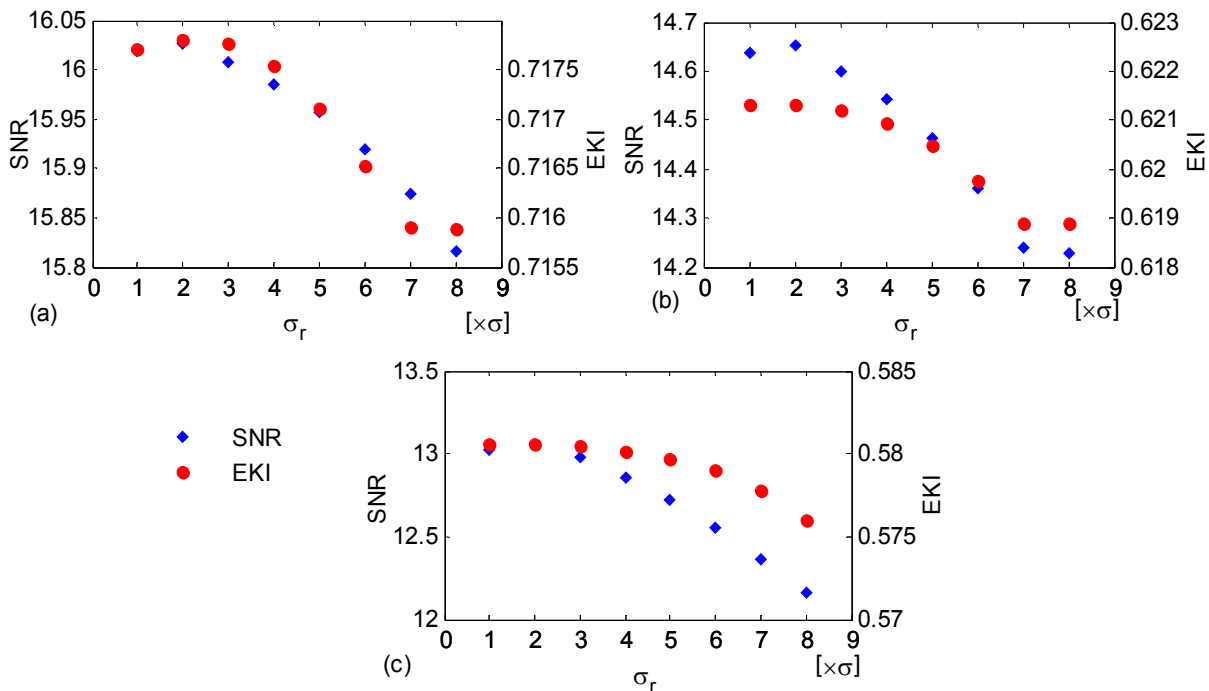 16.05
16
15.95
15.9
15.85
15.8
SNR
0.7175
0.717
0.7165
0.716
0.7155
EKI
0 1 2 3 4 5 6 7 8 9
(a)
σr
[×σ]
14.7
14.6
14.5
14.4
14.3
14.2
SNR
0.623
0.622
0.621
0.62
0.619
0.618
EKI
0 1 2 3 4 5 6 7 8 9
(b)
σr
[×σ]
SNR
EKI
13.5
13
12.5
12
SNR
0.585
0.58
0.575
0.57
EKI
0 1 2 3 4 5 6 7 8 9
(c)
σr
[×σ]